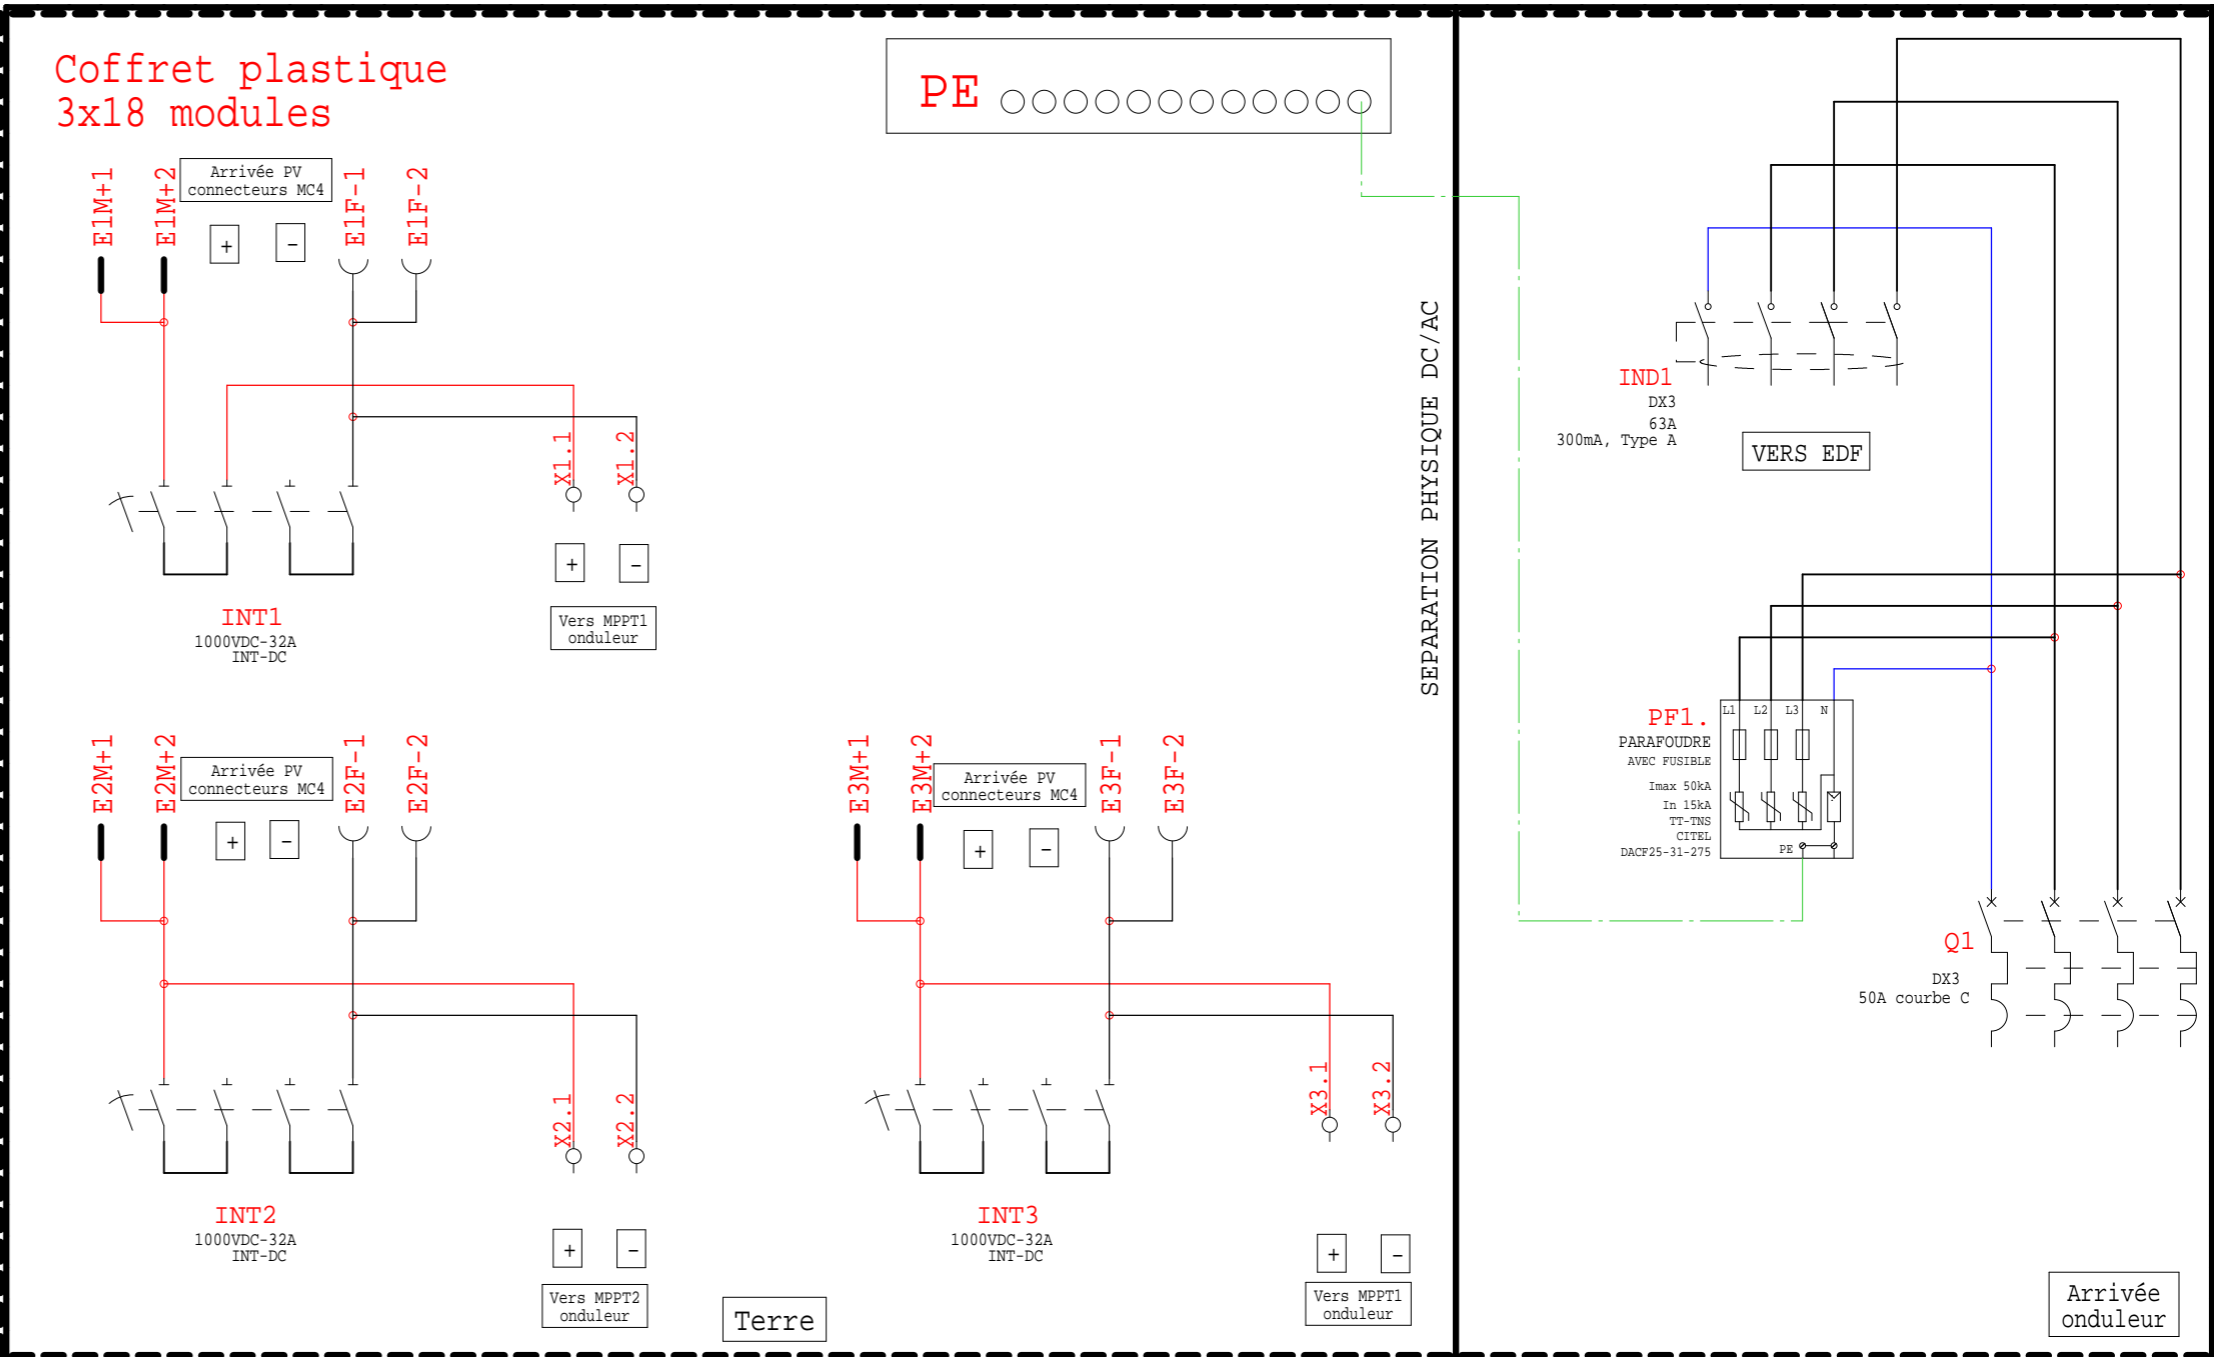 Coffret plastique
3x18 modules
PE
E1M+1
E1M+2
Arrivée PV
connecteurs MC4
E1F-1
E1F-2
+
-
X1.1
X1.2
+
-
INT1
1000VDC-32A
INT-DC
Vers MPPT1
onduleur
E2M+1
E2M+2
Arrivée PV
connecteurs MC4
E2F-1
E2F-2
+
-
X2.1
X2.2
INT2
1000VDC-32A
INT-DC
+
-
Vers MPPT2
onduleur
E3M+1
E3M+2
Arrivée PV
connecteurs MC4
E3F-1
E3F-2
+
-
X3.1
X3.2
INT3
1000VDC-32A
INT-DC
+
-
Vers MPPT1
onduleur
Terre
SEPARATION PHYSIQUE DC/AC
IND1
DX3
63A
300mA, Type A
VERS EDF
PF1.
PARAFOUDRE
AVEC FUSIBLE
Imax 50kA
In 15kA
TT-TNS
CITEL
DACF25-31-275
L1 L2 L3 N
PE
Q1
DX3
50A courbe C
Arrivée
onduleur